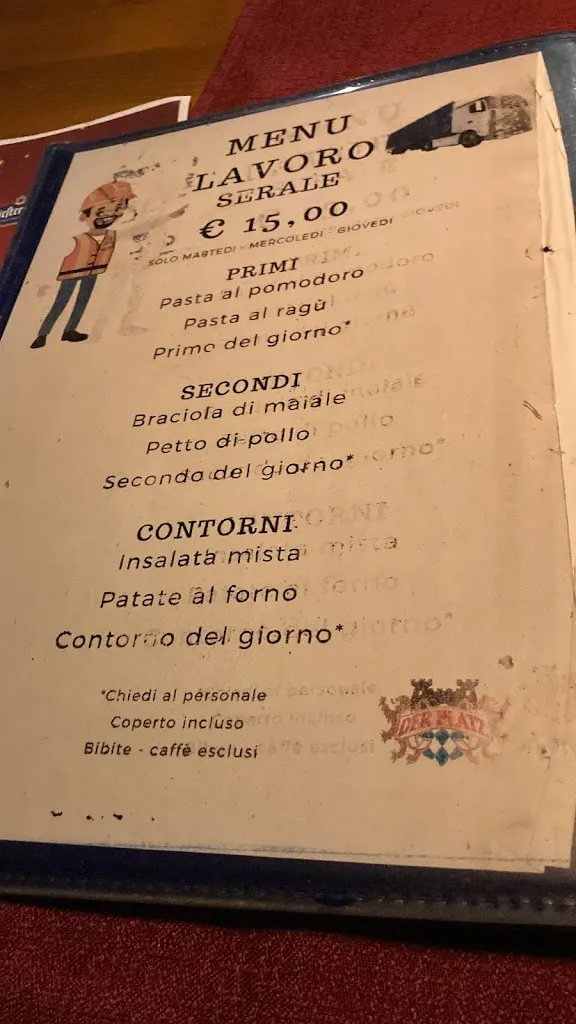 MENU
LAVORO
SERALE
€ 15,00
SOLO MARTEDI - MERCOLEDI - GIOVEDI
PRIMI
Pasta al pomodoro
Pasta al ragù
Primo del giorno*
SECONDI
Braciola di maiale
Petto di pollo
Secondo del giorno*
CONTORNI
Insalata mista
Patate al forno
Contorno del giorno*
*Chiedi al personale
Coperto incluso
Bibite - caffè esclusi
DER PLATZ